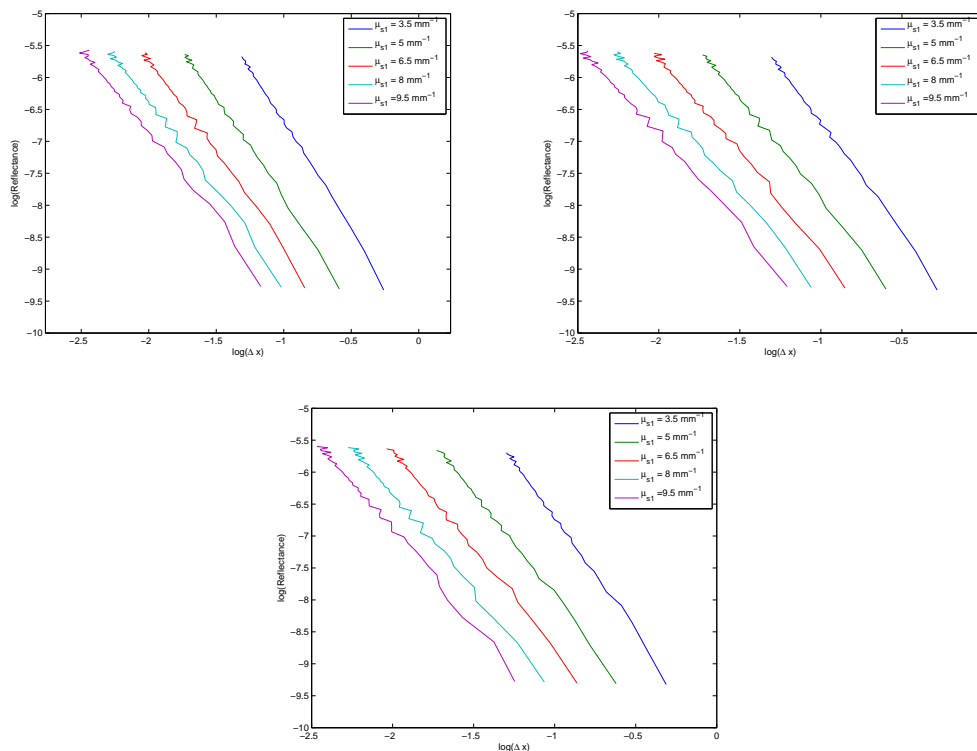 −5
−5.5
−6
−6.5
−7
−7.5
−8
−8.5
−9
−9.5
−10
log(Reflectance)
−2.5
−2
−1.5
−1
−0.5
0
log(Δ x)
μs1 = 3.5 mm−1
μs1 = 5 mm−1
μs1 = 6.5 mm−1
μs1 = 8 mm−1
μs1 =9.5 mm−1
−5
−5.5
−6
−6.5
−7
−7.5
−8
−8.5
−9
−9.5
−10
log(Reflectance)
−2.5
−2
−1.5
−1
−0.5
0
log(Δ x)
μs1 = 3.5 mm−1
μs1 = 5 mm−1
μs1 = 6.5 mm−1
μs1 = 8 mm−1
μs1 =9.5 mm−1
−5
−5.5
−6
−6.5
−7
−7.5
−8
−8.5
−9
−9.5
−10
log(Reflectance)
−2.5
−2
−1.5
−1
−0.5
0
log(Δ x)
μs1 = 3.5 mm−1
μs1 = 5 mm−1
μs1 = 6.5 mm−1
μs1 = 8 mm−1
μs1 =9.5 mm−1